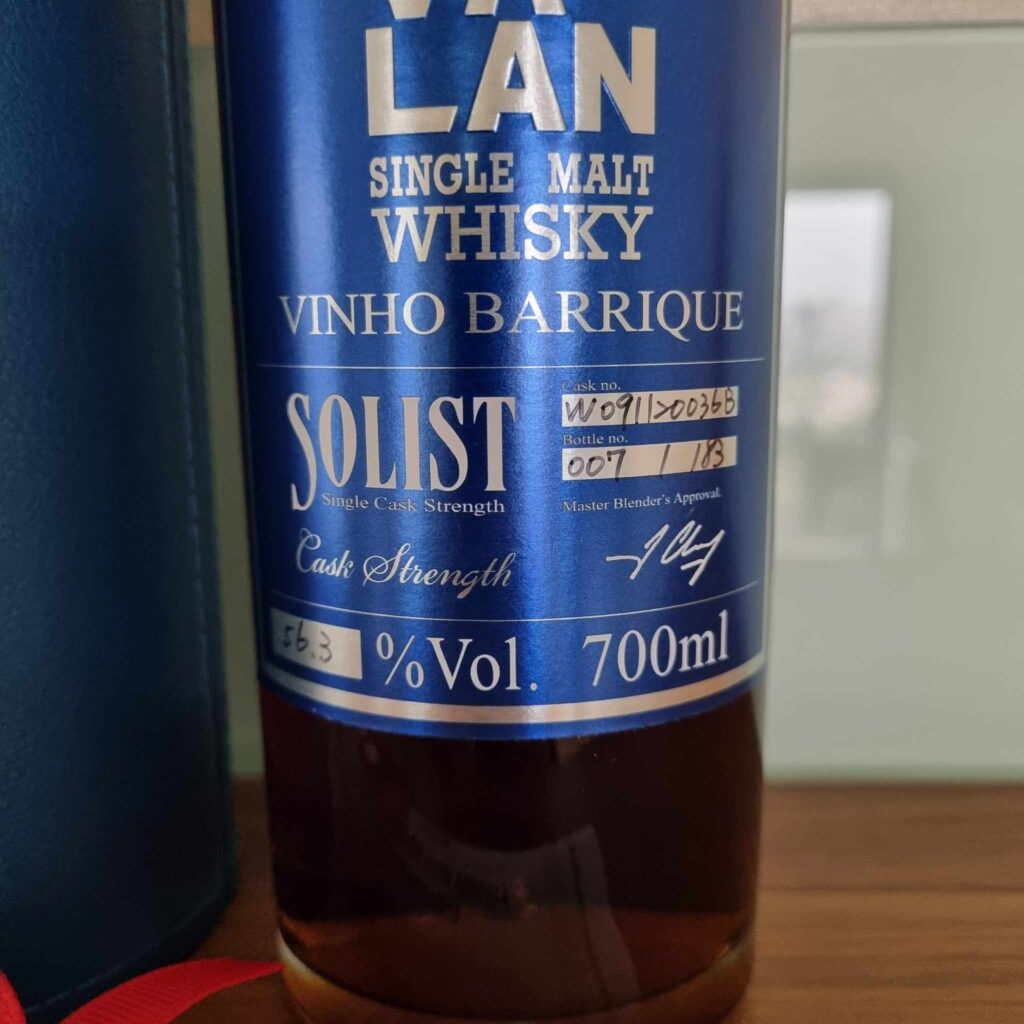 LAN
SINGLE MALT
WHISKY
VINHO BARRIQUE
SOLIST
Single Cask Strength
Cask Strength
Cask no.
Bottle no.
007 / 183
Master Blender's Approval.
56.3 %Vol. 700ml